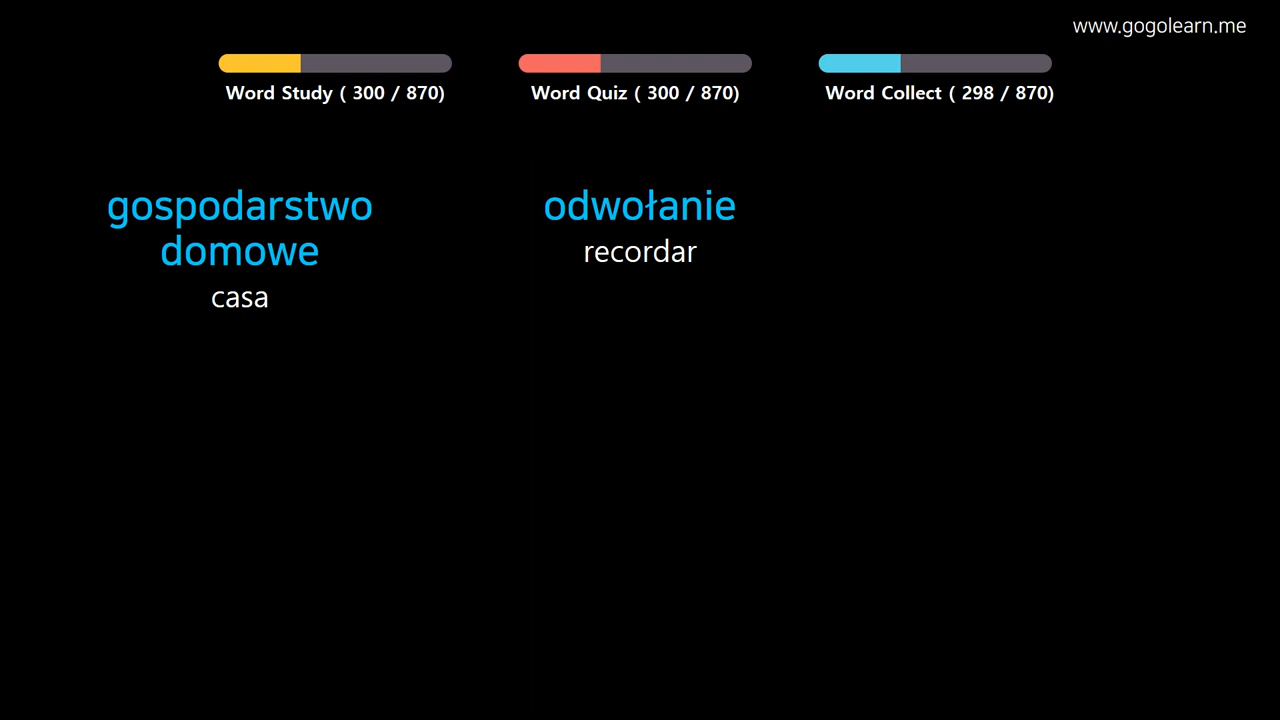 www.gogolearn.me
Word Study ( 300 / 870)
Word Quiz ( 300 / 870)
Word Collect ( 298 / 870)
gospodarstwo
domowe
casa
odwołanie
recordar